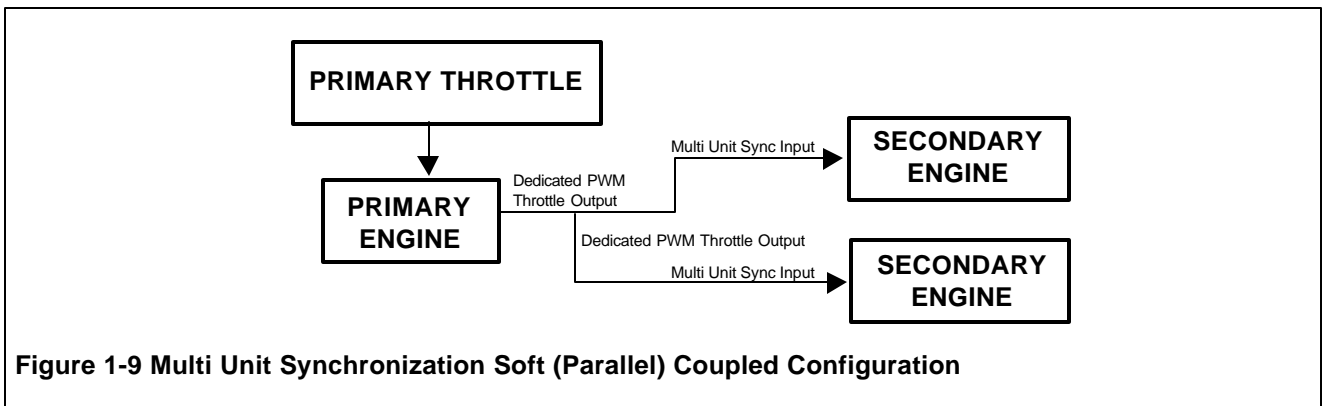 PRIMARY THROTTLE
Multi Unit Sync Input
SECONDARY
ENGINE
Dedicated PWM
Throttle Output
PRIMARY
ENGINE
Dedicated PWM Throttle Output
Multi Unit Sync Input
SECONDARY
ENGINE
Figure 1-9 Multi Unit Synchronization Soft (Parallel) Coupled Configuration